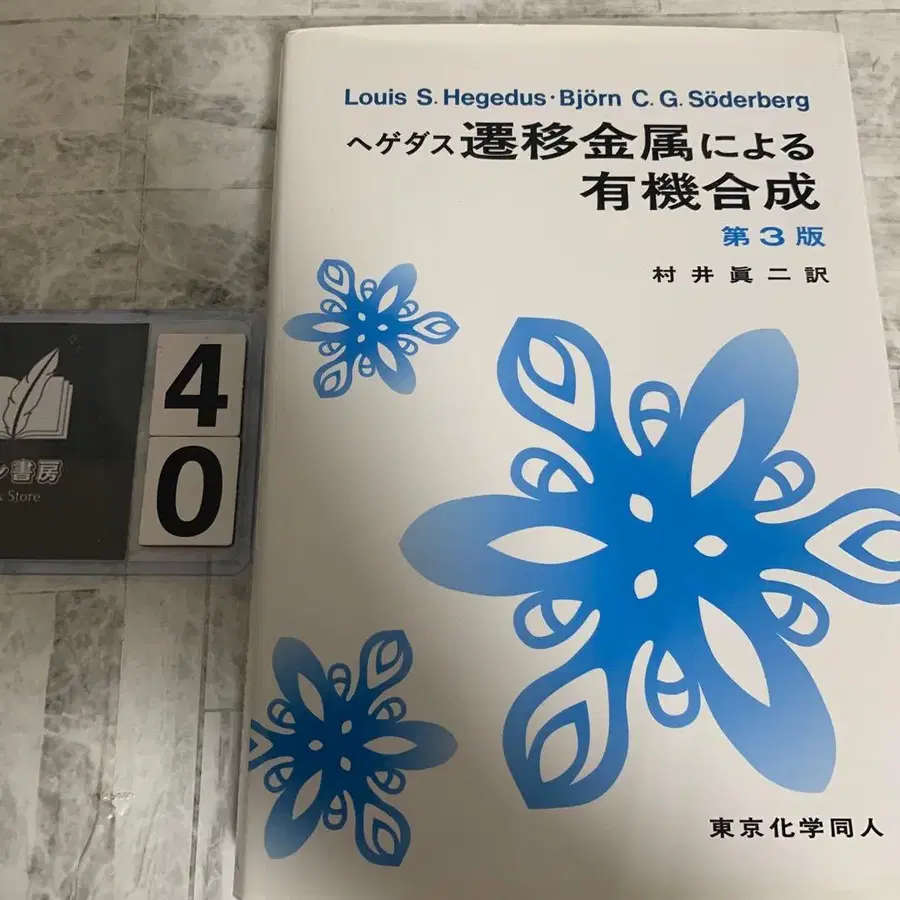 Louis S. Hegedus・Björn C. G. Söderberg
ヘゲダス 遷移金属による
有機合成
第3版
村井眞二訳
東京化学同人
4
0
書房
Store